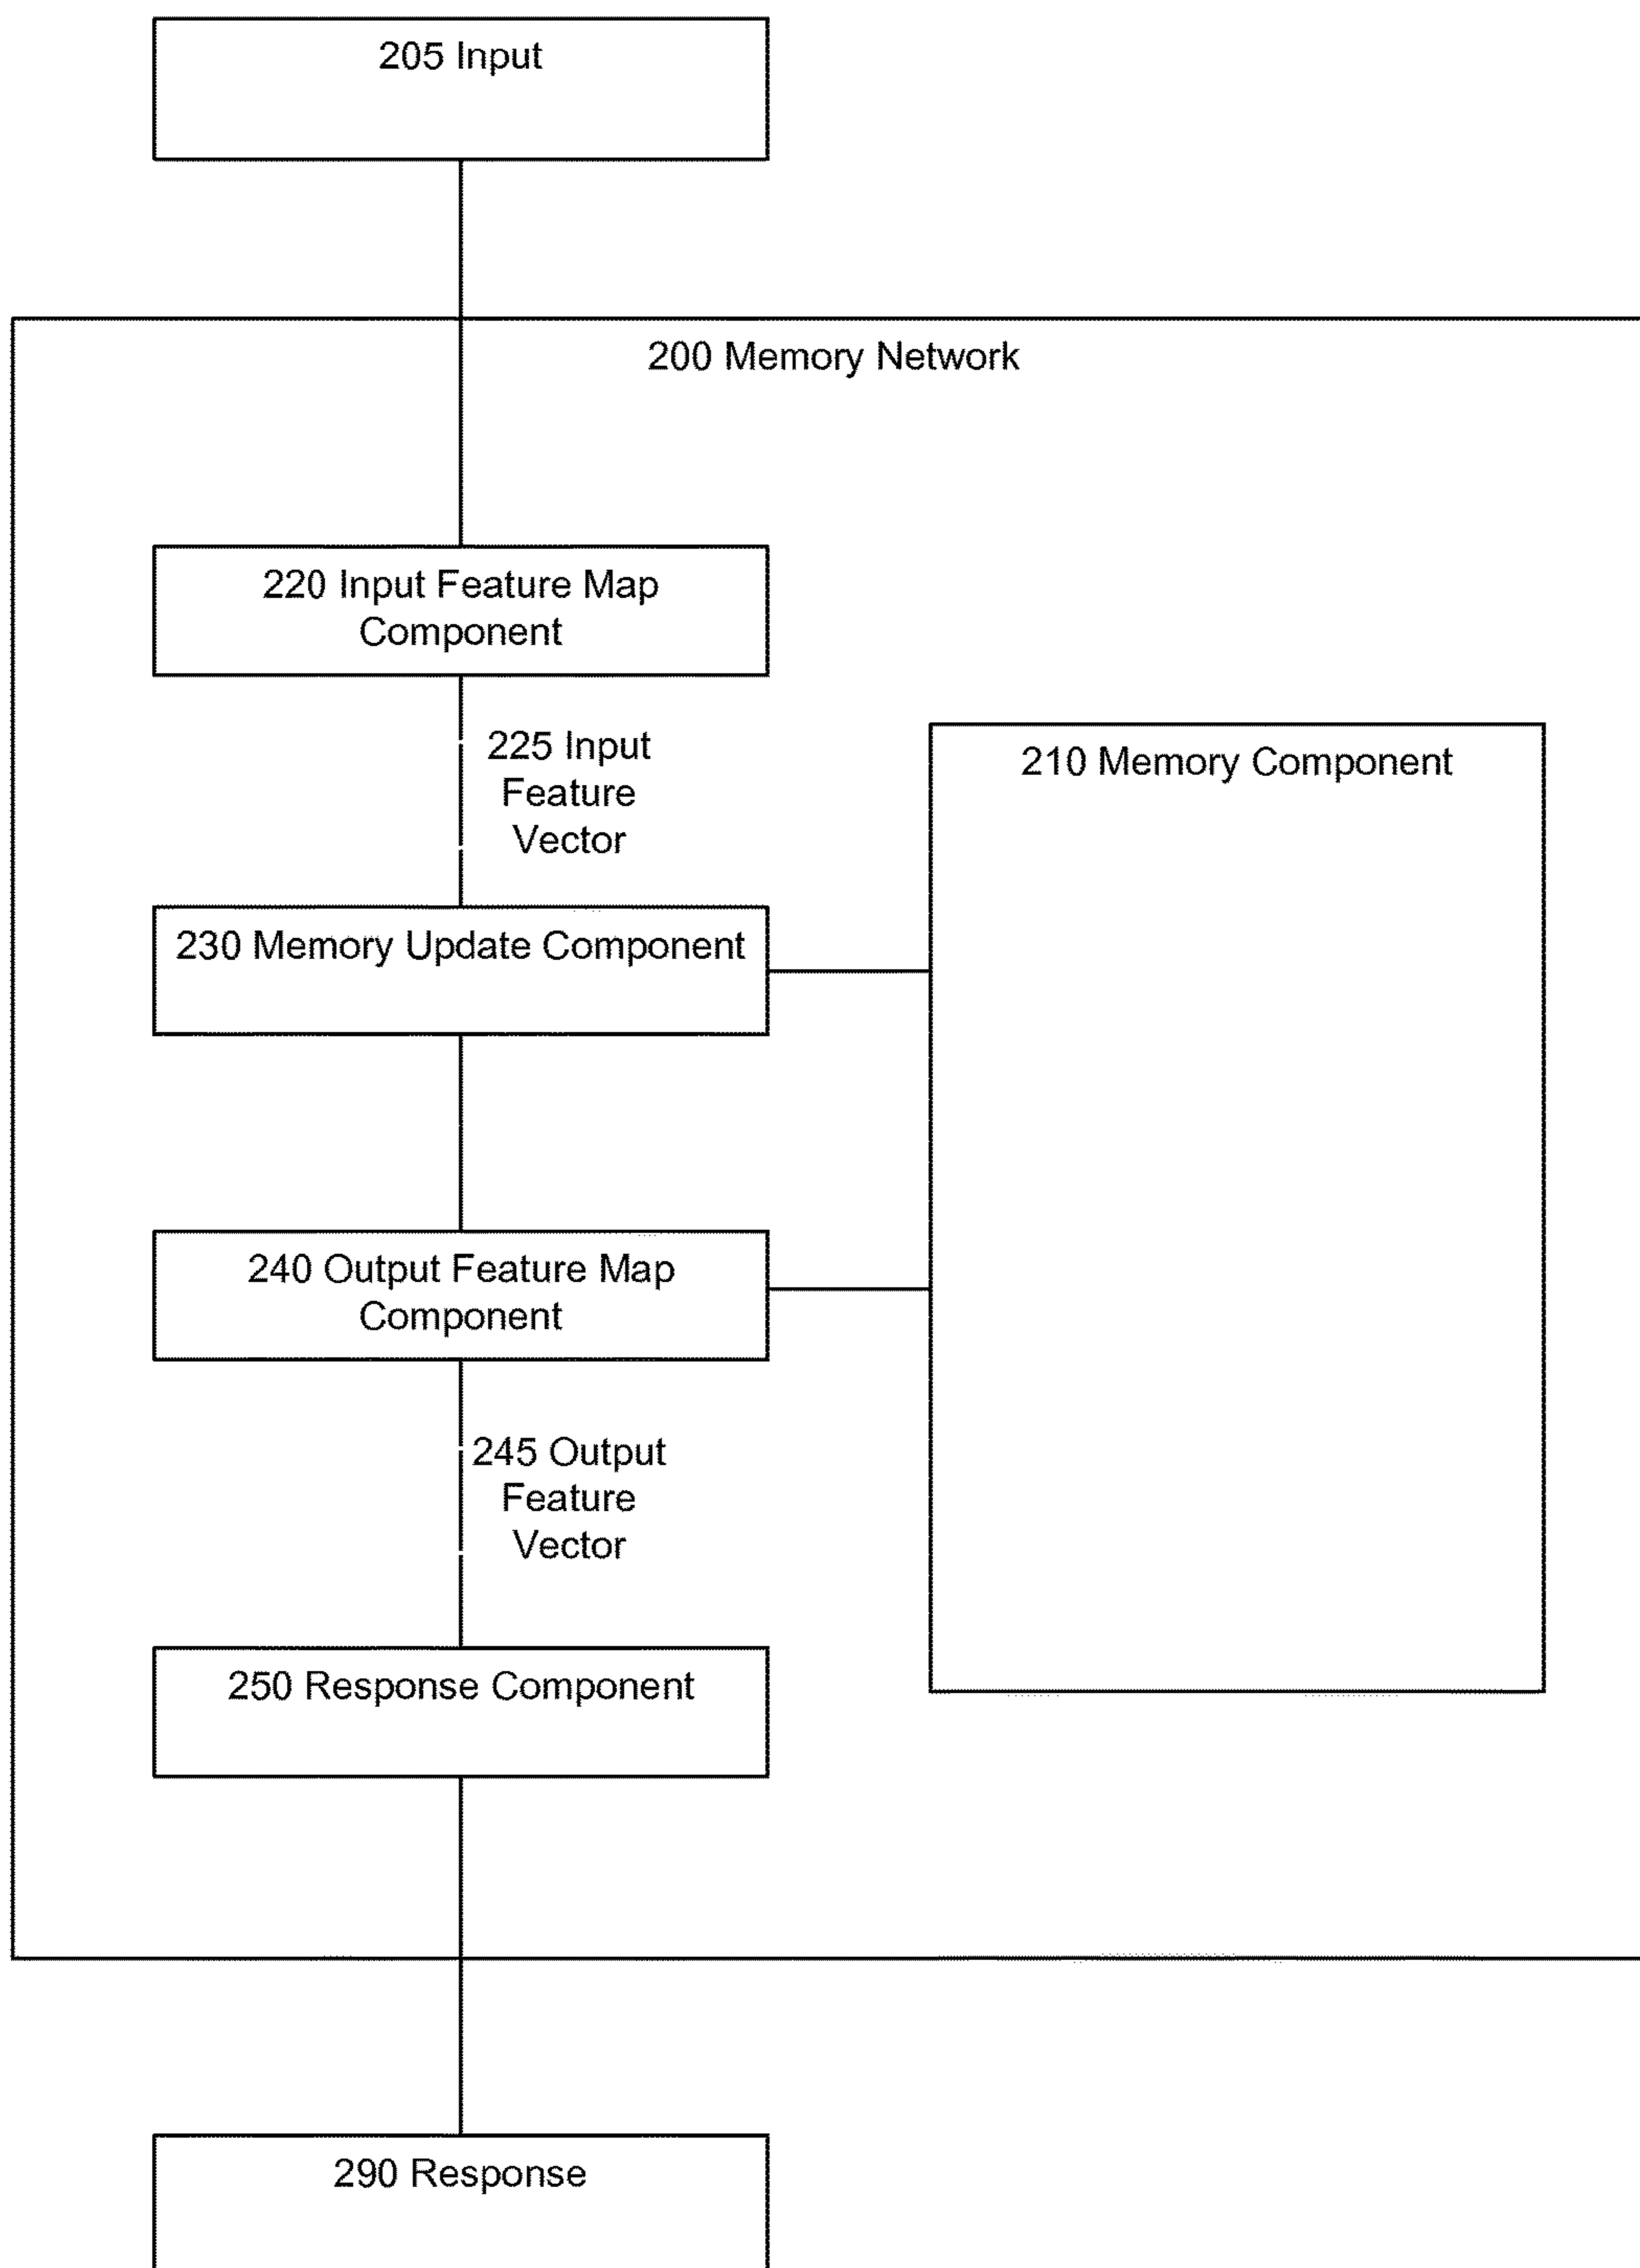 205 Input
200 Memory Network
220 Input Feature Map
Component
225 Input
Feature
Vector
210 Memory Component
230 Memory Update Component
240 Output Feature Map
Component
245 Output
Feature
Vector
250 Response Component
290 Response